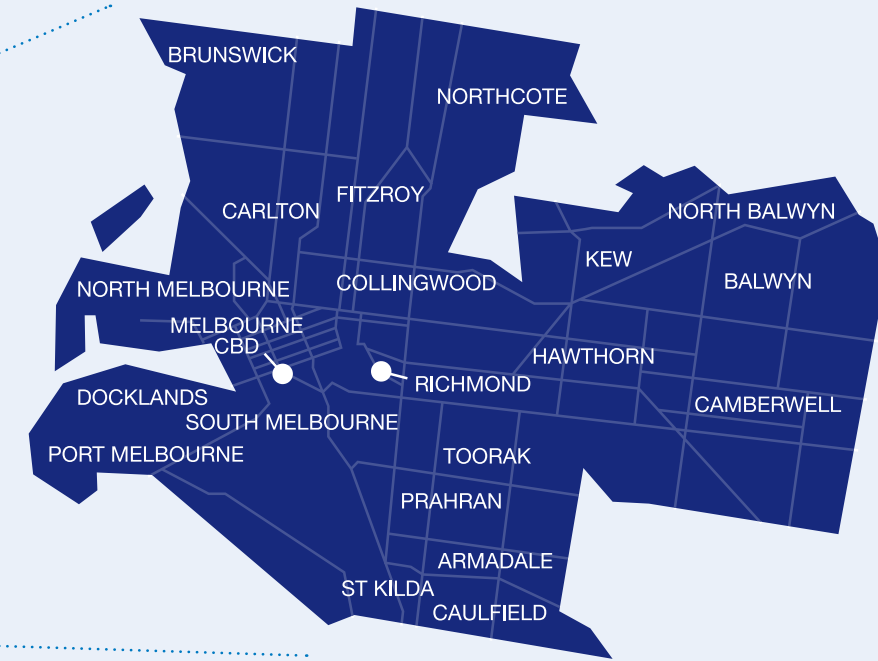 BRUNSWICK
NORTHCOTE
FITZROY
CARLTON
NORTH BALWYN
KEW
BALWYN
COLLINGWOOD
NORTH MELBOURNE
MELBOURNE
CBD
HAWTHORN
RICHMOND
DOCKLANDS
CAMBERWELL
SOUTH MELBOURNE
PORT MELBOURNE
TOORAK
PRAHRAN
ARMADALE
ST KILDA
CAULFIELD